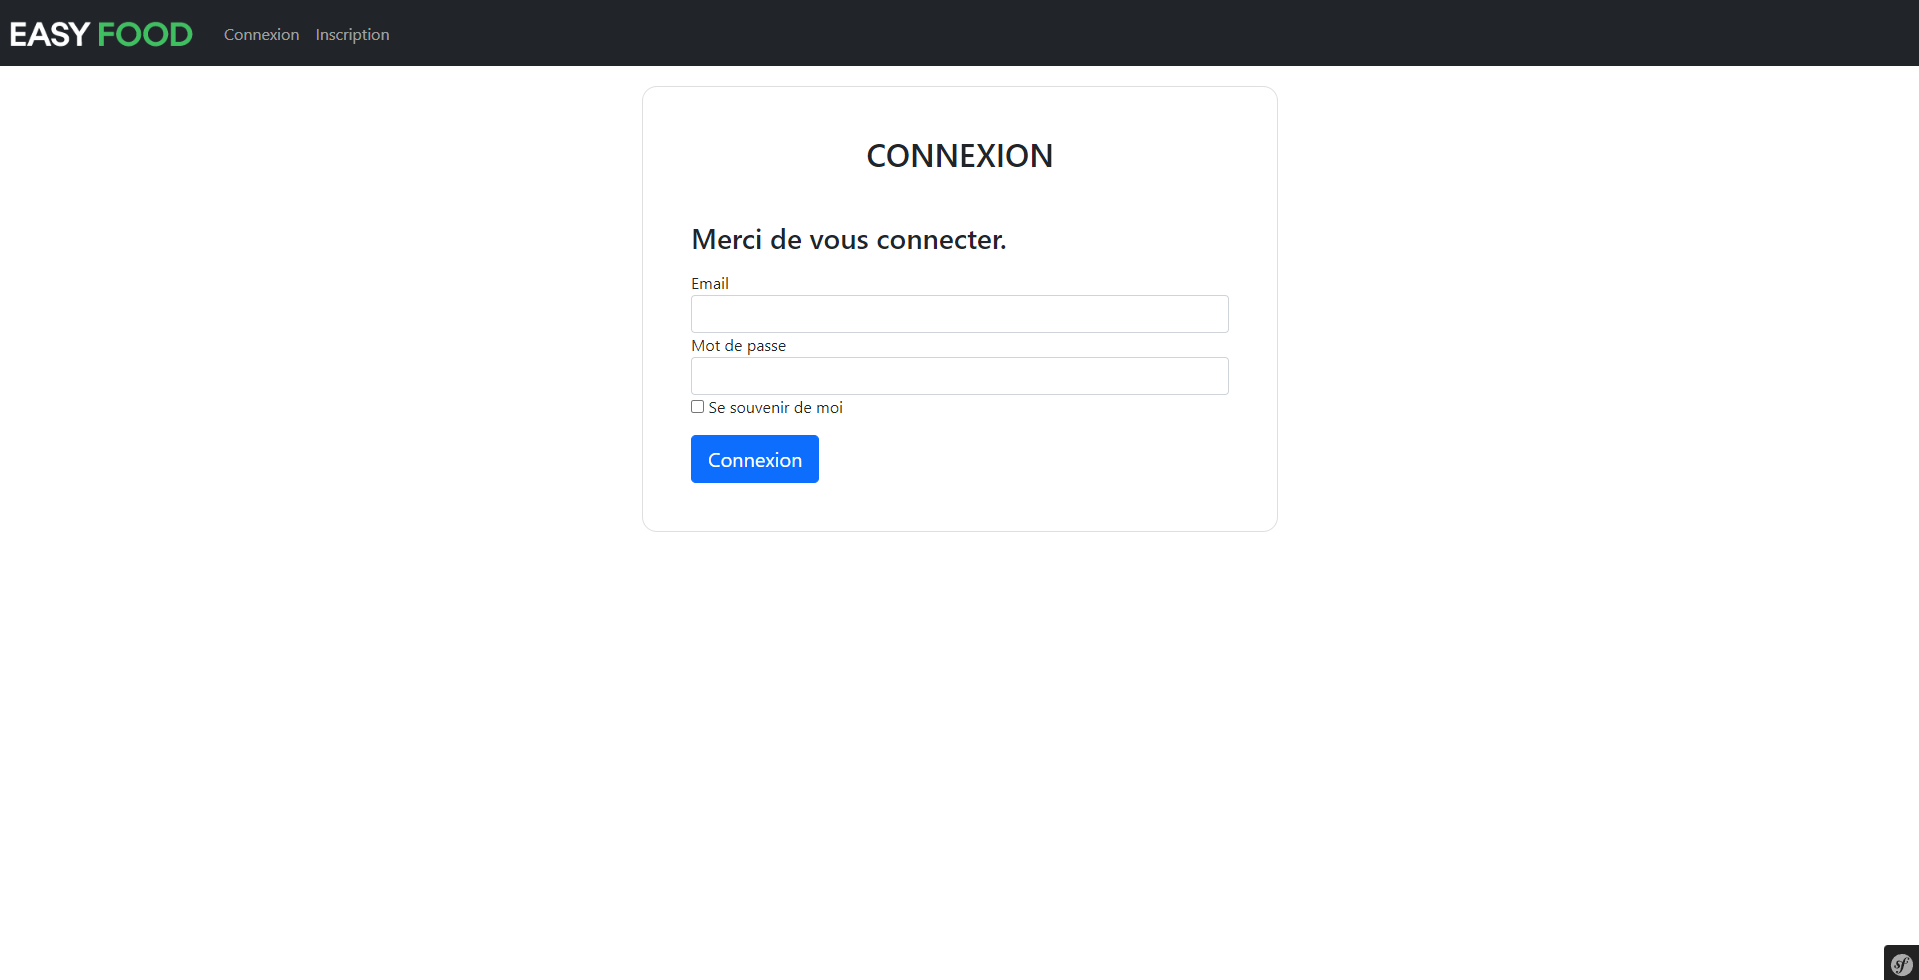 EASY FOOD Connexion Inscription
CONNEXION
Merci de vous connecter.
Email
Mot de passe
Se souvenir de moi
Connexion
sf